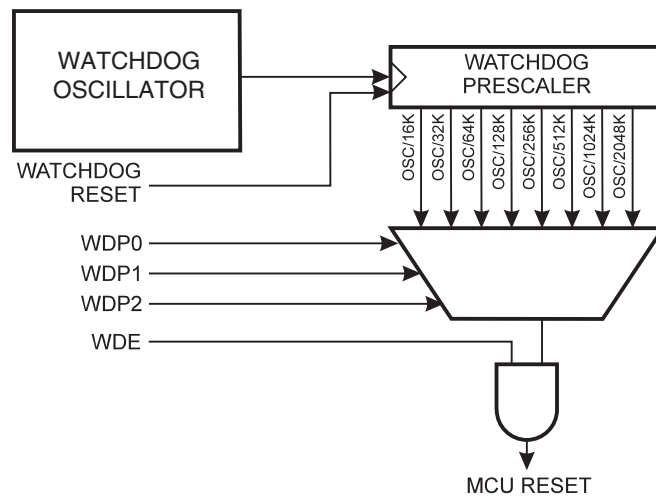 WATCHDOG
OSCILLATOR
WATCHDOG
PRESCALER
OSC/16K
OSC/32K
OSC/64K
OSC/128K
OSC/256K
OSC/512K
OSC/1024K
OSC/2048K
WATCHDOG
RESET
WDP0
WDP1
WDP2
WDE
MCU RESET